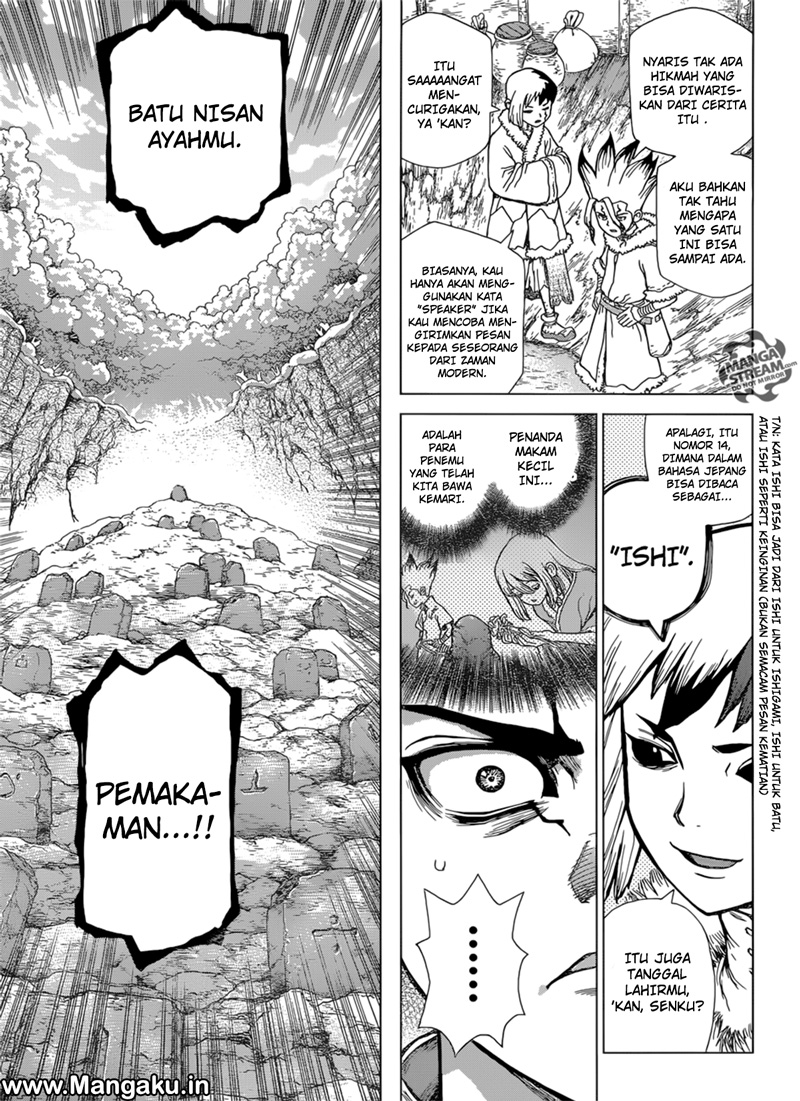 NYARIS TAK ADA
HIKMAH YANG
BISA DIWARIS-
KAN DARI CERITA
ITU .
AKU BAHKAN
TAK TAHU
MENGAPA
YANG SATU
INI BISA
SAMPAI ADA.
ITU
SAAAAANGAT
MEN-
CURIGAKAN,
YA 'KAN?
BIASANYA, KAU
HANYA AKAN MENG-
GUNAKAN KATA
"SPEAKER" JIKA
KAU MENCOBA MEN-
GIRIMKAN PESAN
KEPADA SESEORANG
DARI ZAMAN
MODERN.
MANGA
STREAM.com
DO NOT MIRROR!
T/N: KATA ISHI BISA JADI DARI ISHI UNTUK ISHIGAMI, ISHI UNTUK BATU,
ATAU ISHI SEPERTI KEINGINAN (BUKAN SEMACAM PESAN KEMATIAN)
APALAGI, ITU
NOMOR 14,
DIMANA DALAM
BAHASA JEPANG
BISA DIBACA
SEBAGAI...
"ISHI".
ITU JUGA
TANGGAL
LAHIRMU,
'KAN, SENKU?
PENANDA
MAKAM
KECIL
INI...
ADALAH
PARA
PENEMU
YANG TELAH
KITA BAWA
KEMARI.
......
BATU NISAN
AYAHMU.
PEMAKA-
MAN...!!
www.Mangaku.in